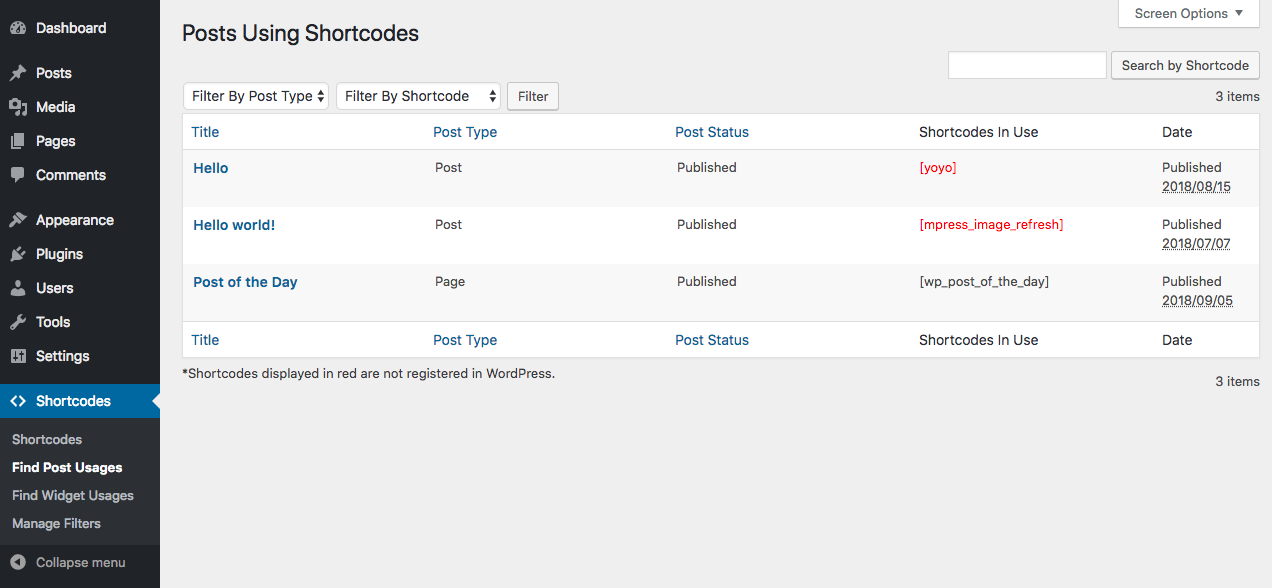 Dashboard
Posts
Media
Pages
Comments
Appearance
Plugins
Users
Tools
Settings
Shortcodes
Shortcodes
Find Post Usages
Find Widget Usages
Manage Filters
Collapse menu
Screen Options
Posts Using Shortcodes
Search by Shortcode
Filter By Post Type Filter By Shortcode Filter 3 items
Title Post Type Post Status Shortcodes In Use Date
Hello Post Published [yoyo] Published
2018/08/15
Hello world! Post Published [mpress_image_refresh] Published
2018/07/07
Post of the Day Page Published [wp_post_of_the_day] Published
2018/09/05
Title Post Type Post Status Shortcodes In Use Date
*Shortcodes displayed in red are not registered in WordPress.
3 items